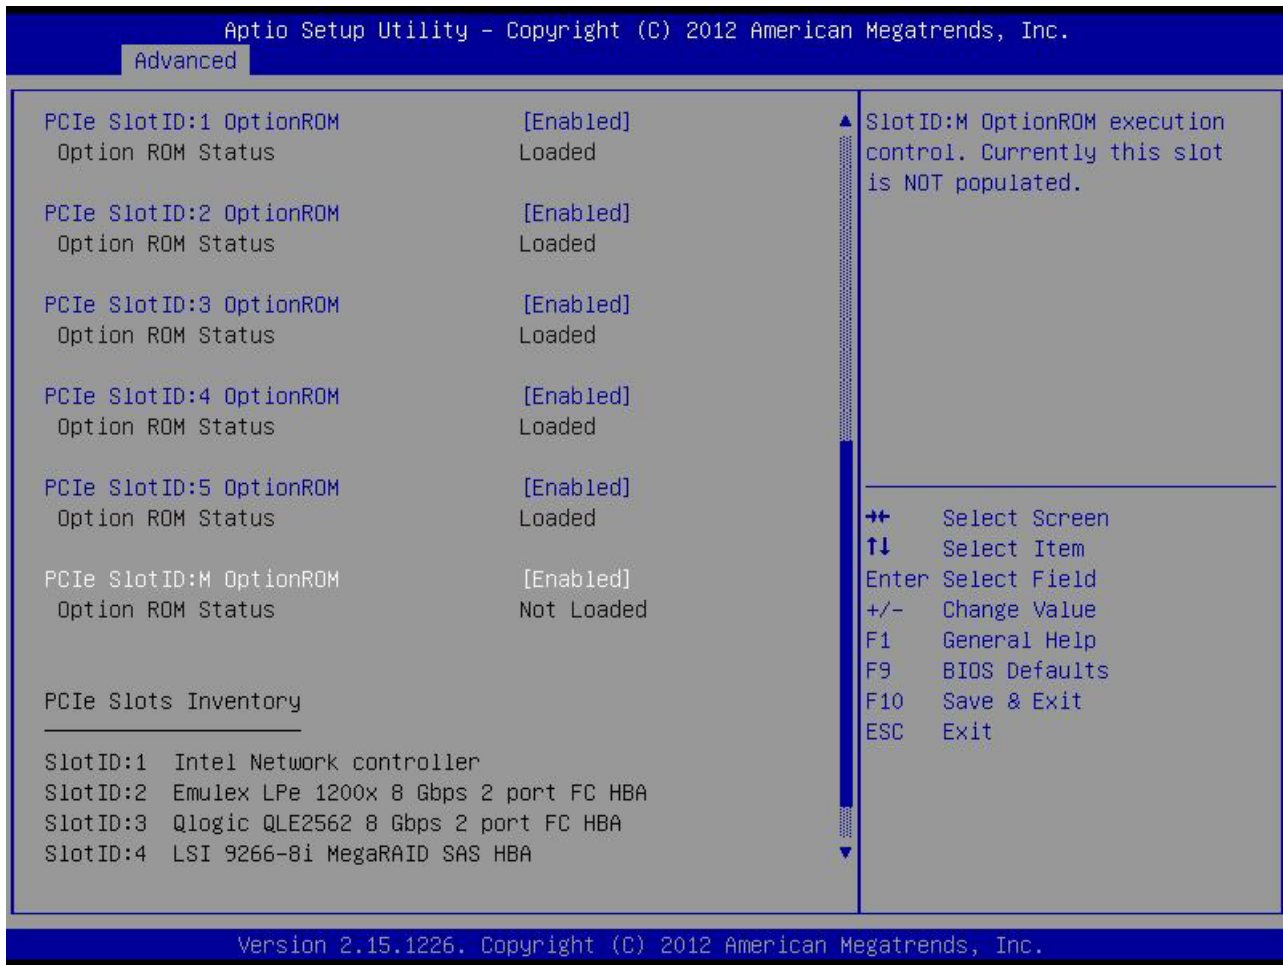 Aptio Setup Utility – Copyright (C) 2012 American Megatrends, Inc.
Advanced
PCIe SlotID:1 OptionROM [Enabled]
Option ROM Status Loaded
PCIe SlotID:2 OptionROM [Enabled]
Option ROM Status Loaded
PCIe SlotID:3 OptionROM [Enabled]
Option ROM Status Loaded
PCIe SlotID:4 OptionROM [Enabled]
Option ROM Status Loaded
PCIe SlotID:5 OptionROM [Enabled]
Option ROM Status Loaded
PCIe SlotID:M OptionROM [Enabled]
Option ROM Status Not Loaded
PCIe Slots Inventory
SlotID:1 Intel Network controller
SlotID:2 Emulex LPe 1200x 8 Gbps 2 port FC HBA
SlotID:3 Qlogic QLE2562 8 Gbps 2 port FC HBA
SlotID:4 LSI 9266-8i MegaRAID SAS HBA
SlotID:M OptionROM execution
control. Currently this slot
is NOT populated.
→← Select Screen
↑↓ Select Item
Enter Select Field
+/- Change Value
F1 General Help
F9 BIOS Defaults
F10 Save & Exit
ESC Exit
Version 2.15.1226. Copyright (C) 2012 American Megatrends, Inc.